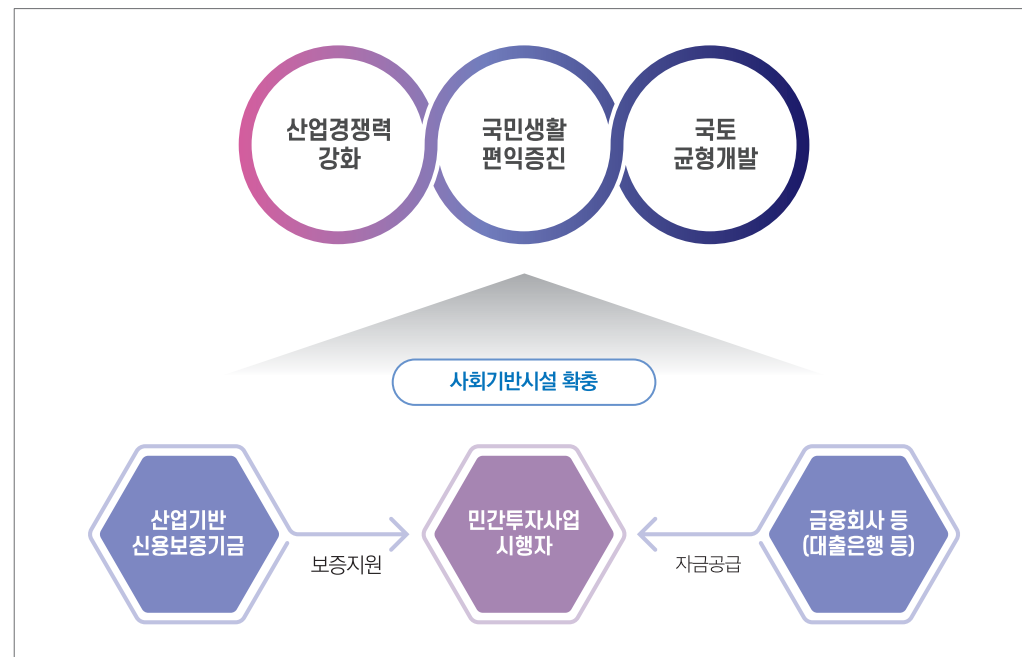 산업경쟁력
강화
국민생활
편익증진
국토
균형개발
사회기반시설 확충
산업기반
신용보증기금
보증지원
민간투자사업
시행자
자금공급
금융회사 등
(대출은행 등)